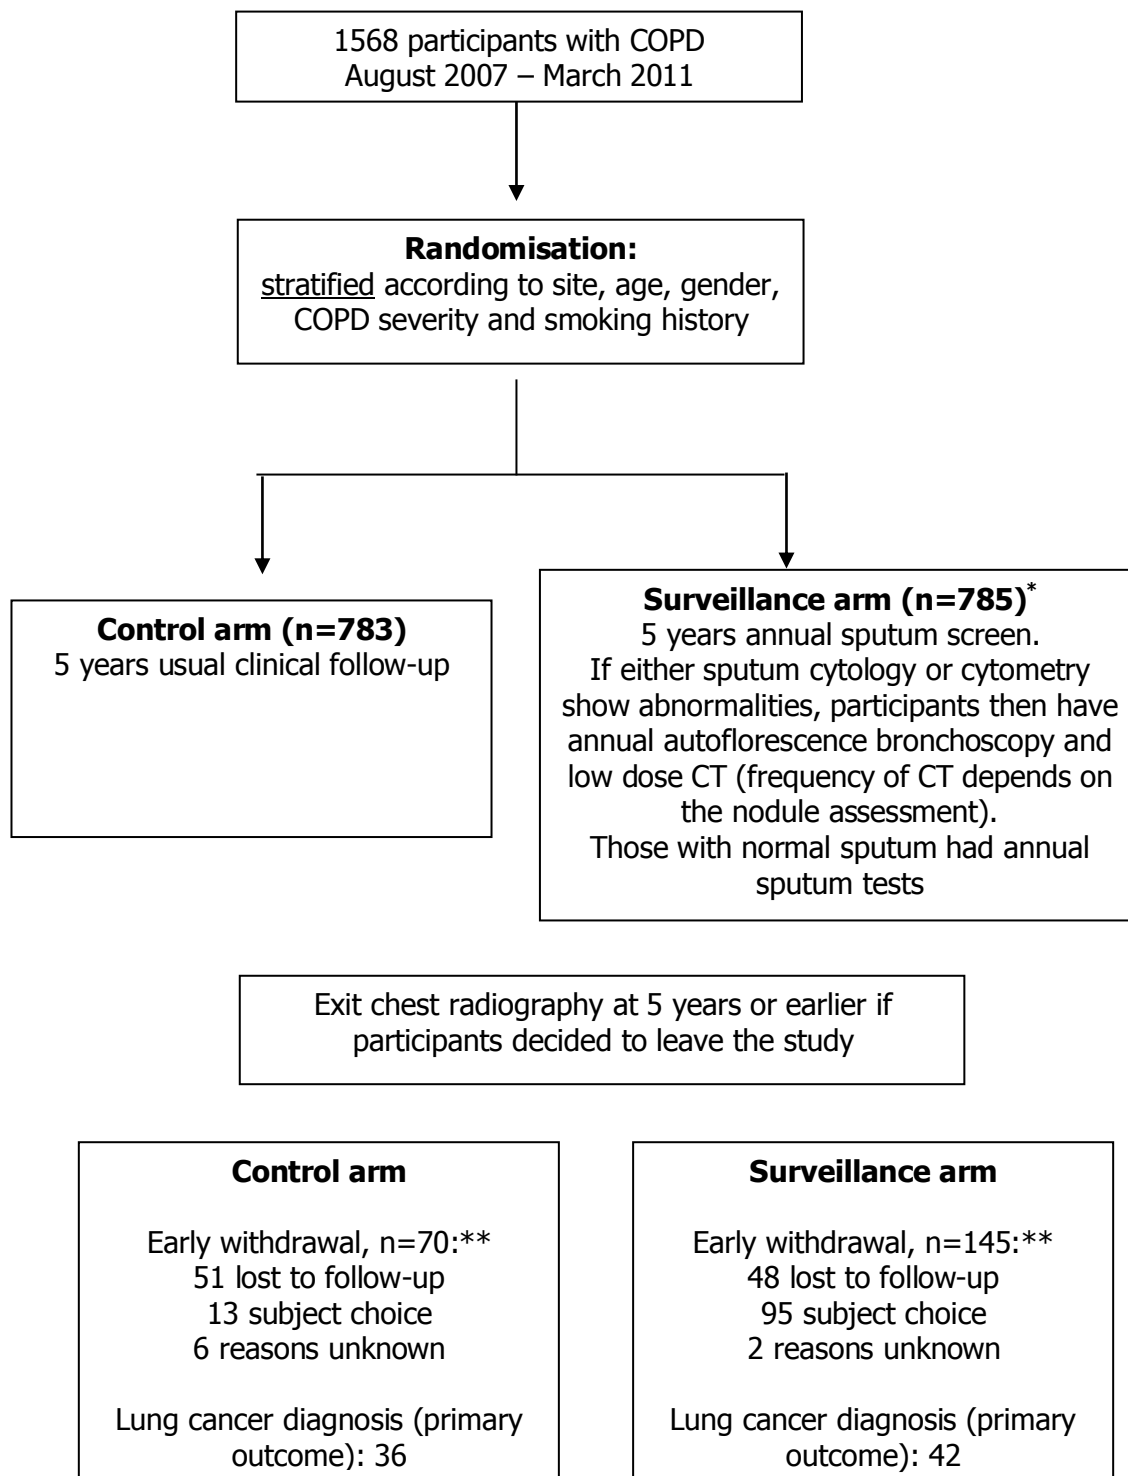 1568 participants with COPD
August 2007 – March 2011
Randomisation:
stratified according to site, age, gender,
COPD severity and smoking history
Control arm (n=783)
5 years usual clinical follow-up
Surveillance arm (n=785)*
5 years annual sputum screen.
If either sputum cytology or cytometry
show abnormalities, participants then have
annual autoflorescence bronchoscopy and
low dose CT (frequency of CT depends on
the nodule assessment).
Those with normal sputum had annual
sputum tests
Exit chest radiography at 5 years or earlier if
participants decided to leave the study
Control arm
Early withdrawal, n=70:**
51 lost to follow-up
13 subject choice
6 reasons unknown
Lung cancer diagnosis (primary
outcome): 36
Surveillance arm
Early withdrawal, n=145:**
48 lost to follow-up
95 subject choice
2 reasons unknown
Lung cancer diagnosis (primary
outcome): 42